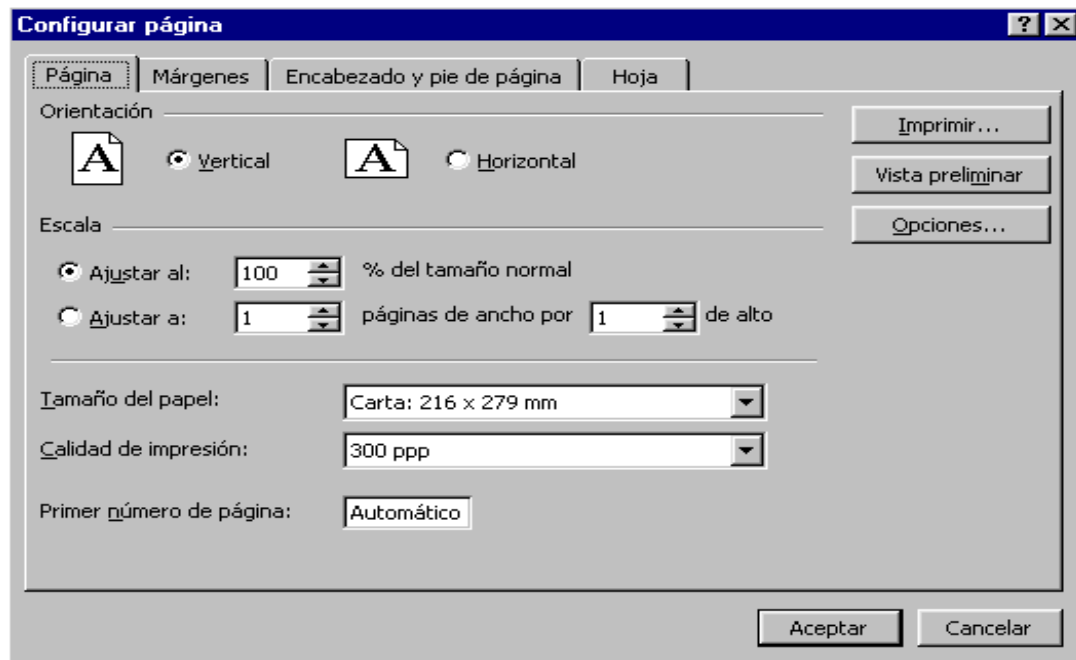 Configurar página
Página Márgenes Encabezado y pie de página Hoja
Orientación
A Vertical A Horizontal
Imprimir...
Vista preliminar
Opciones...
Escala
Ajustar al: 100 % del tamaño normal
Ajustar a: 1 páginas de ancho por 1 de alto
Tamaño del papel: Carta: 216 x 279 mm
Calidad de impresión: 300 ppp
Primer número de página: Automático
Aceptar Cancelar